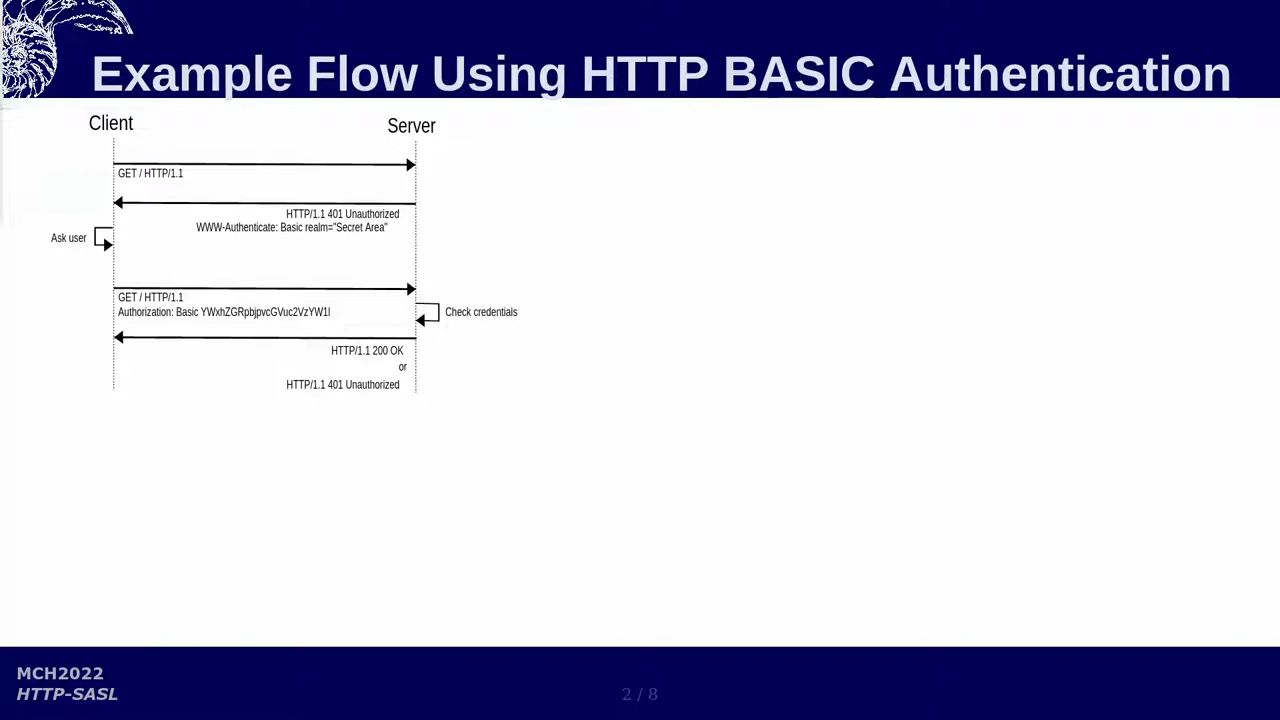 Example Flow Using HTTP BASIC Authentication
Client
Server
GET / HTTP/1.1
HTTP/1.1 401 Unauthorized
WWW-Authenticate: Basic realm="Secret Area"
Ask user
GET / HTTP/1.1
Authorization: Basic YWxhZGRpbjpvcGVuc2VzYW1l
Check credentials
HTTP/1.1 200 OK
or
HTTP/1.1 401 Unauthorized
MCH2022
HTTP-SASL
2 / 8